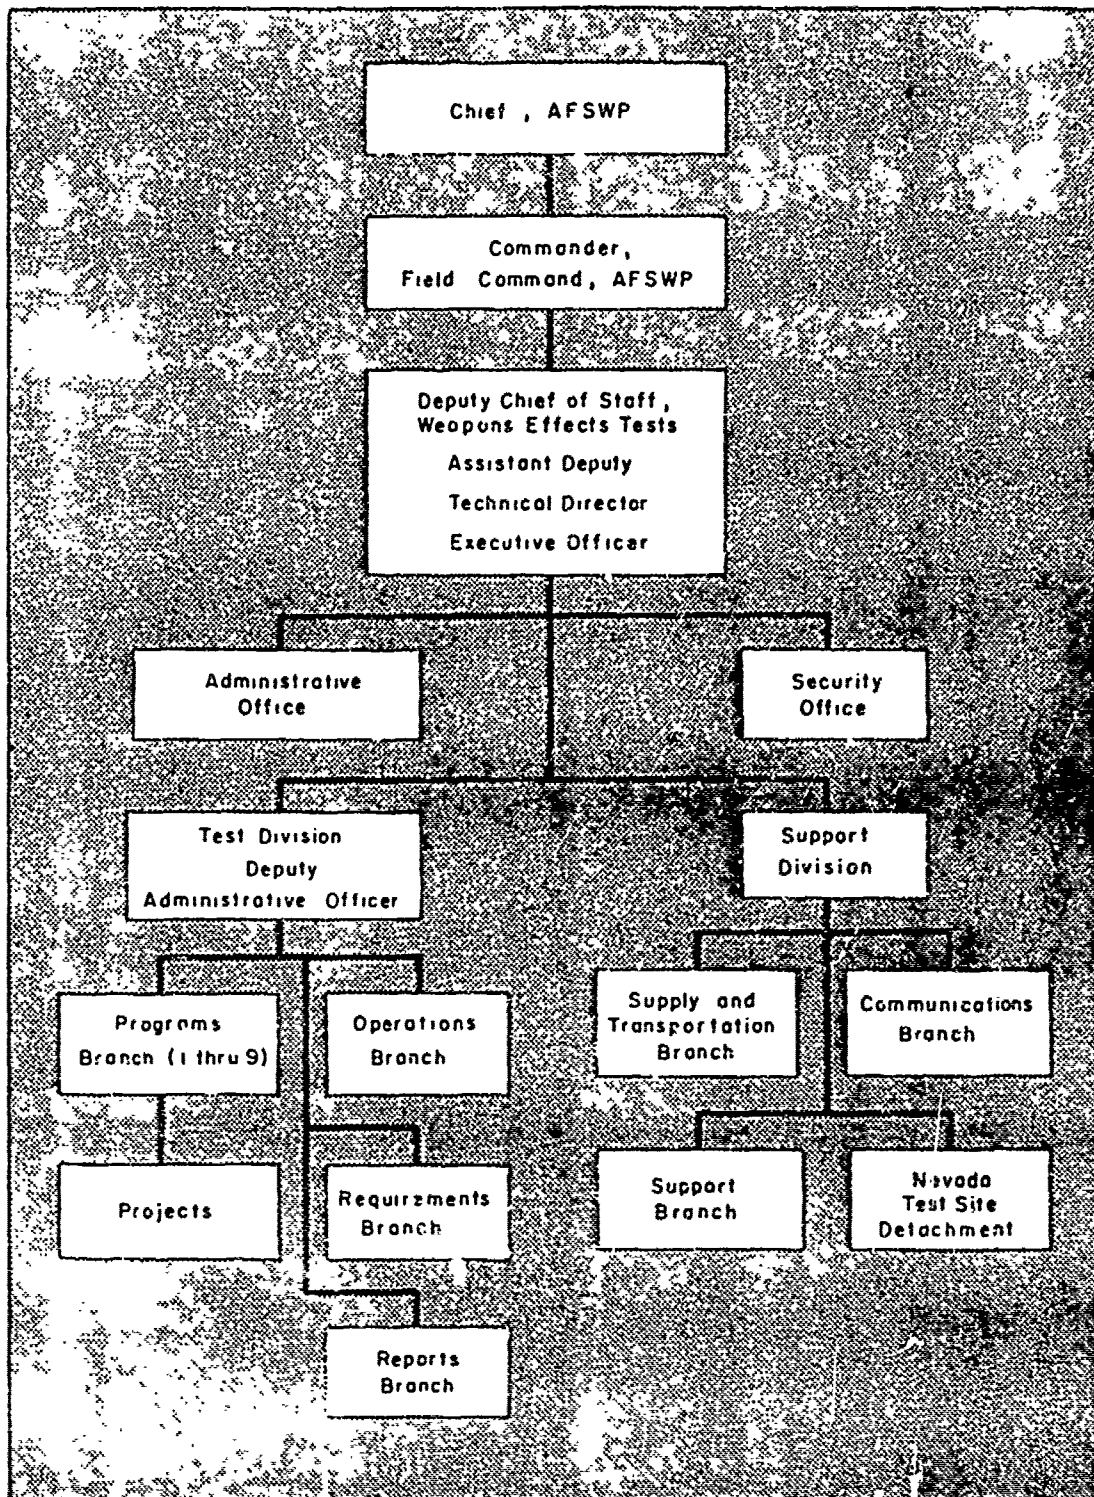 Chief , AFSWP
Commander,
Field Command, AFSWP
Deputy Chief of Staff,
Weapons Effects Tests
Assistant Deputy
Technical Director
Executive Officer
Administrative
Office
Security
Office
Test Division
Deputy
Administrative Officer
Support
Division
Programs
Branch (1 thru 9)
Operations
Branch
Supply and
Transportation
Branch
Communications
Branch
Projects
Requirements
Branch
Support
Branch
Nevada
Test Site
Detachment
Reports
Branch